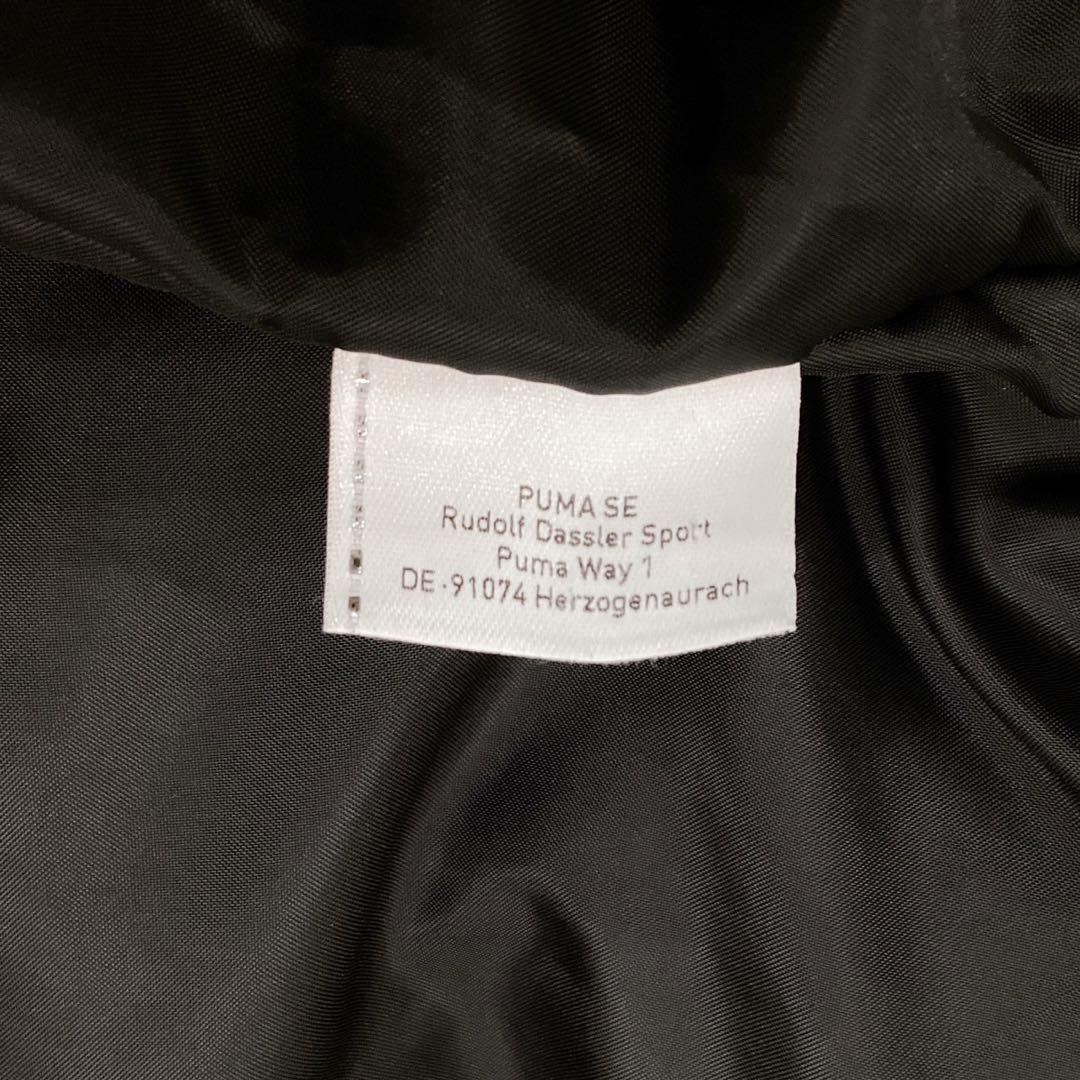 PUMA SE
Rudolf Dassler Sport
Puma Way 1
DE-91074 Herzogenaurach